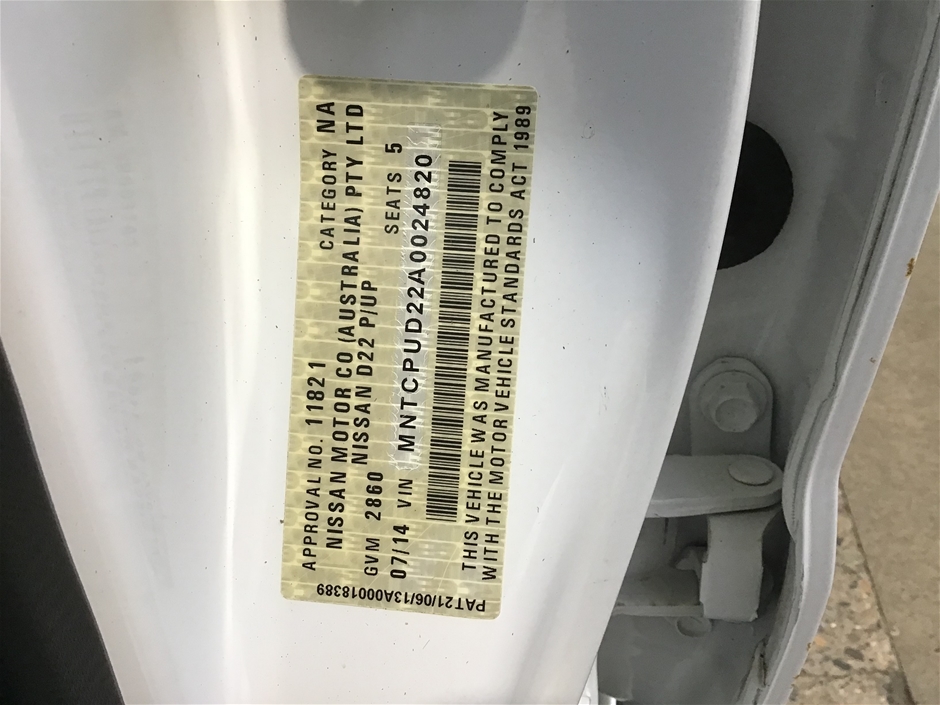 APPROVAL NO. 11821 CATEGORY NA
NISSAN MOTOR CO (AUSTRALIA) PTY LTD
NISSAN D22 P/UP
GVM 2860 SEATS 5
07/14 VIN MNTCPUD22A0024820
THIS VEHICLE WAS MANUFACTURED TO COMPLY
WITH THE MOTOR VEHICLE STANDARDS ACT 1989
PAT21/06/13A00018389